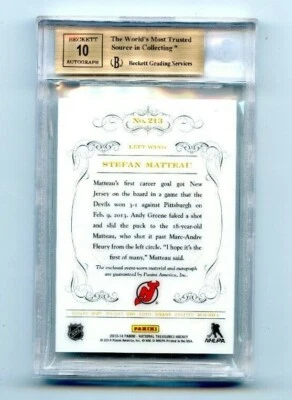 BECKETT
10
AUTOGRAPH
The World's Most Trusted
Source in Collecting™
Beckett Grading Services
No. 213
LEFT WING
STEFAN MATTEAU
Matteau's first career goal got New
Jersey on the board in a game that the
Devils won 3-1 against Pittsburgh on
Feb. 9, 2013. Andy Greene faked a shot
and slid the puck to the 18-year-old
Matteau, who shot it past Marc-Andre
Fleury from the left circle. "I hope it's the
first of many," Matteau said.
The enclosed event-worn material and autograph
are guaranteed by Panini America, Inc.
NHL
PANINI
NHLPA
2013-14 PANINI - NATIONAL TREASURES HOCKEY